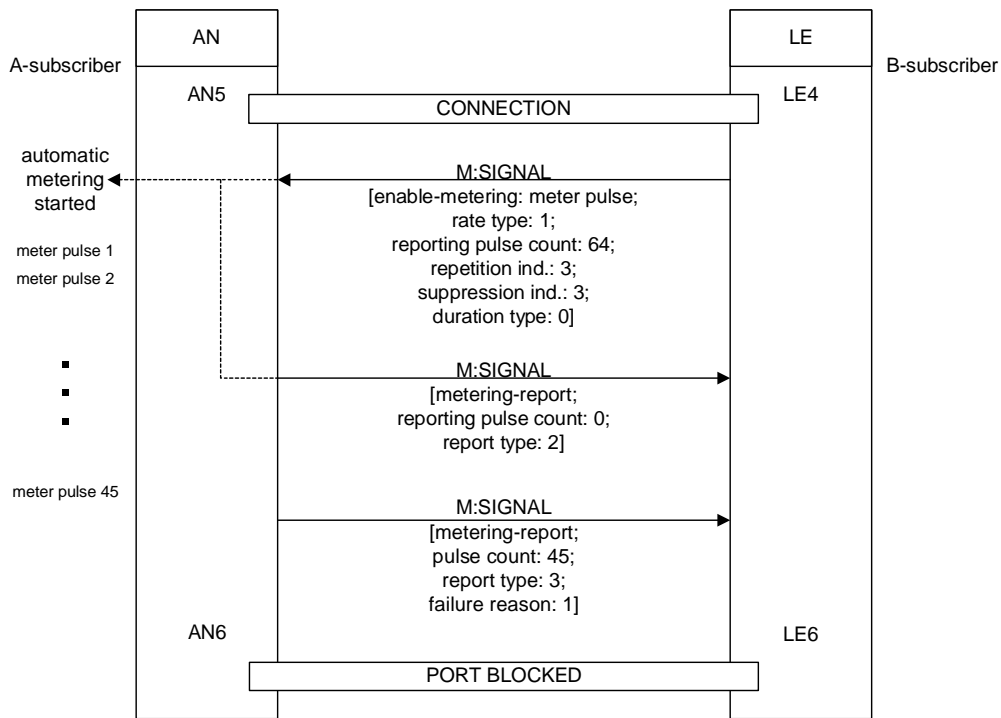 AN
LE
A-subscriber
B-subscriber
AN5
LE4
CONNECTION
automatic
metering
started
M:SIGNAL
[enable-metering: meter pulse;
rate type: 1;
reporting pulse count: 64;
repetition ind.: 3;
suppression ind.: 3;
duration type: 0]
meter pulse 1
meter pulse 2
M:SIGNAL
[metering-report;
reporting pulse count: 0;
report type: 2]
meter pulse 45
M:SIGNAL
[metering-report;
pulse count: 45;
report type: 3;
failure reason: 1]
AN6
LE6
PORT BLOCKED